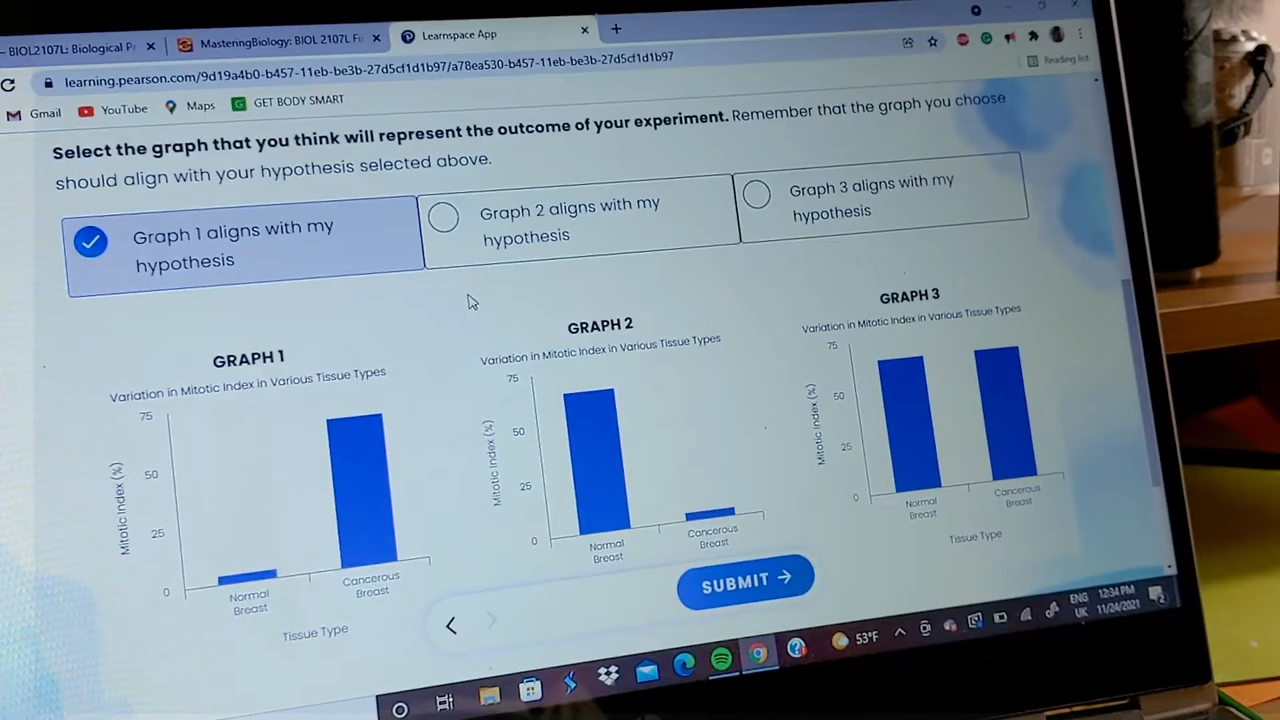 BIOL2107L: Biological Pr
MasteringBiology: BIOL 2107L Fi
Learnspace App
learning.pearson.com/9d19a4b0-b457-11eb-be3b-27d5cf1d1b97/a78ea530-b457-11eb-be3b-27d5cf1d1b97
Gmail YouTube Maps GET BODY SMART
Reading list
Select the graph that you think will represent the outcome of your experiment. Remember that the graph you choose
should align with your hypothesis selected above.
Graph 1 aligns with my
hypothesis
Graph 2 aligns with my
hypothesis
Graph 3 aligns with my
hypothesis
GRAPH 1
Variation in Mitotic Index in Various Tissue Types
75
50
25
0
Mitotic Index (%)
Normal
Breast
Cancerous
Breast
Tissue Type
GRAPH 2
Variation in Mitotic Index in Various Tissue Types
75
50
25
0
Mitotic Index (%)
Normal
Breast
Cancerous
Breast
GRAPH 3
Variation in Mitotic Index in Various Tissue Types
75
50
25
0
Mitotic Index (%)
Normal
Breast
Cancerous
Breast
Tissue Type
SUBMIT
53°F
ENG
UK
12:34 PM
11/24/2021
2